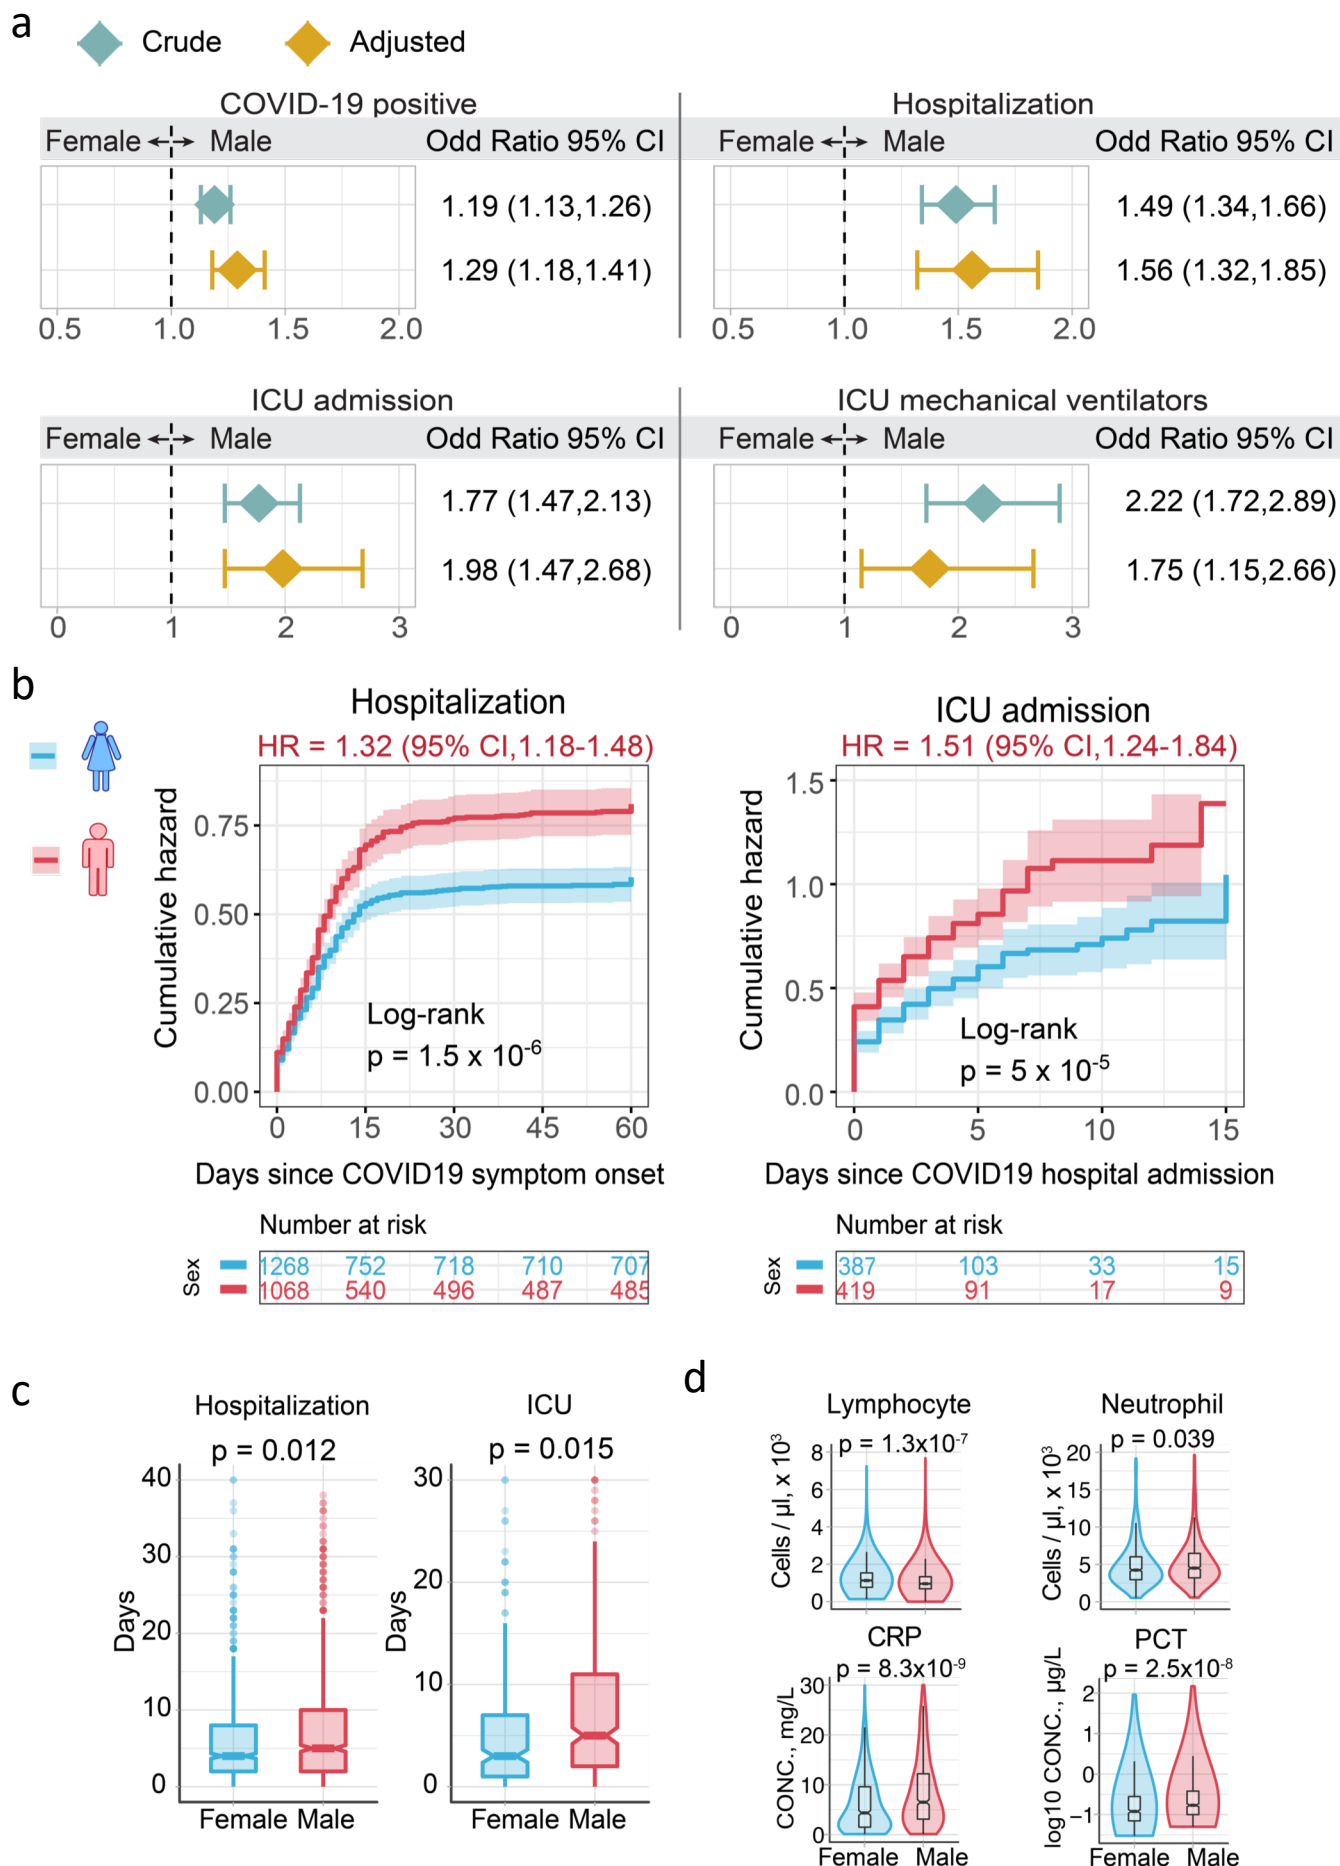 a
Crude
Adjusted
COVID-19 positive
Female Male Odd Ratio 95% CI
1.19 (1.13,1.26)
1.29 (1.18,1.41)
0.5 1.0 1.5 2.0
Hospitalization
Female Male Odd Ratio 95% CI
1.49 (1.34,1.66)
1.56 (1.32,1.85)
0.5 1.0 1.5 2.0
ICU admission
Female Male Odd Ratio 95% CI
1.77 (1.47,2.13)
1.98 (1.47,2.68)
0 1 2 3
ICU mechanical ventilators
Female Male Odd Ratio 95% CI
2.22 (1.72,2.89)
1.75 (1.15,2.66)
0 1 2 3
b
Hospitalization
HR = 1.32 (95% CI,1.18-1.48)
Cumulative hazard
0.75
0.50
0.25
0.00
Log-rank
p = 1.5 x 10-6
0 15 30 45 60
Days since COVID19 symptom onset
Number at risk
Sex
1268 752 718 710 707
1068 540 496 487 485
ICU admission
HR = 1.51 (95% CI,1.24-1.84)
Cumulative hazard
1.5
1.0
0.5
0.0
Log-rank
p = 5 x 10-5
0 5 10 15
Days since COVID19 hospital admission
Number at risk
Sex
387 103 33 15
419 91 17 9
c
Hospitalization
p = 0.012
Days
40
30
20
10
0
Female Male
ICU
p = 0.015
Days
30
20
10
0
Female Male
d
Lymphocyte
p = 1.3x10-7
Cells / µl, x 10³
8
6
4
2
0
Neutrophil
p = 0.039
Cells / µl, x 10³
20
15
10
5
0
CRP
p = 8.3x10-9
CONC., mg/L
30
20
10
0
Female Male
PCT
p = 2.5x10-8
log10 CONC., µg/L
2
1
0
−1
Female Male